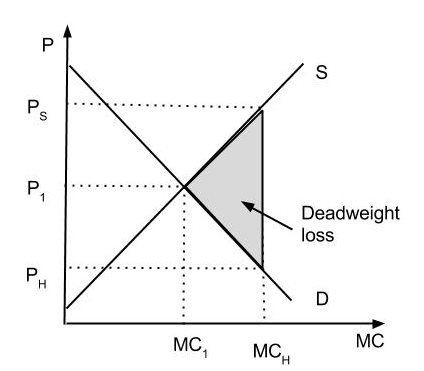 P
S
P_S
P_1
Deadweight
loss
P_H
D
MC
MC_1
MC_H